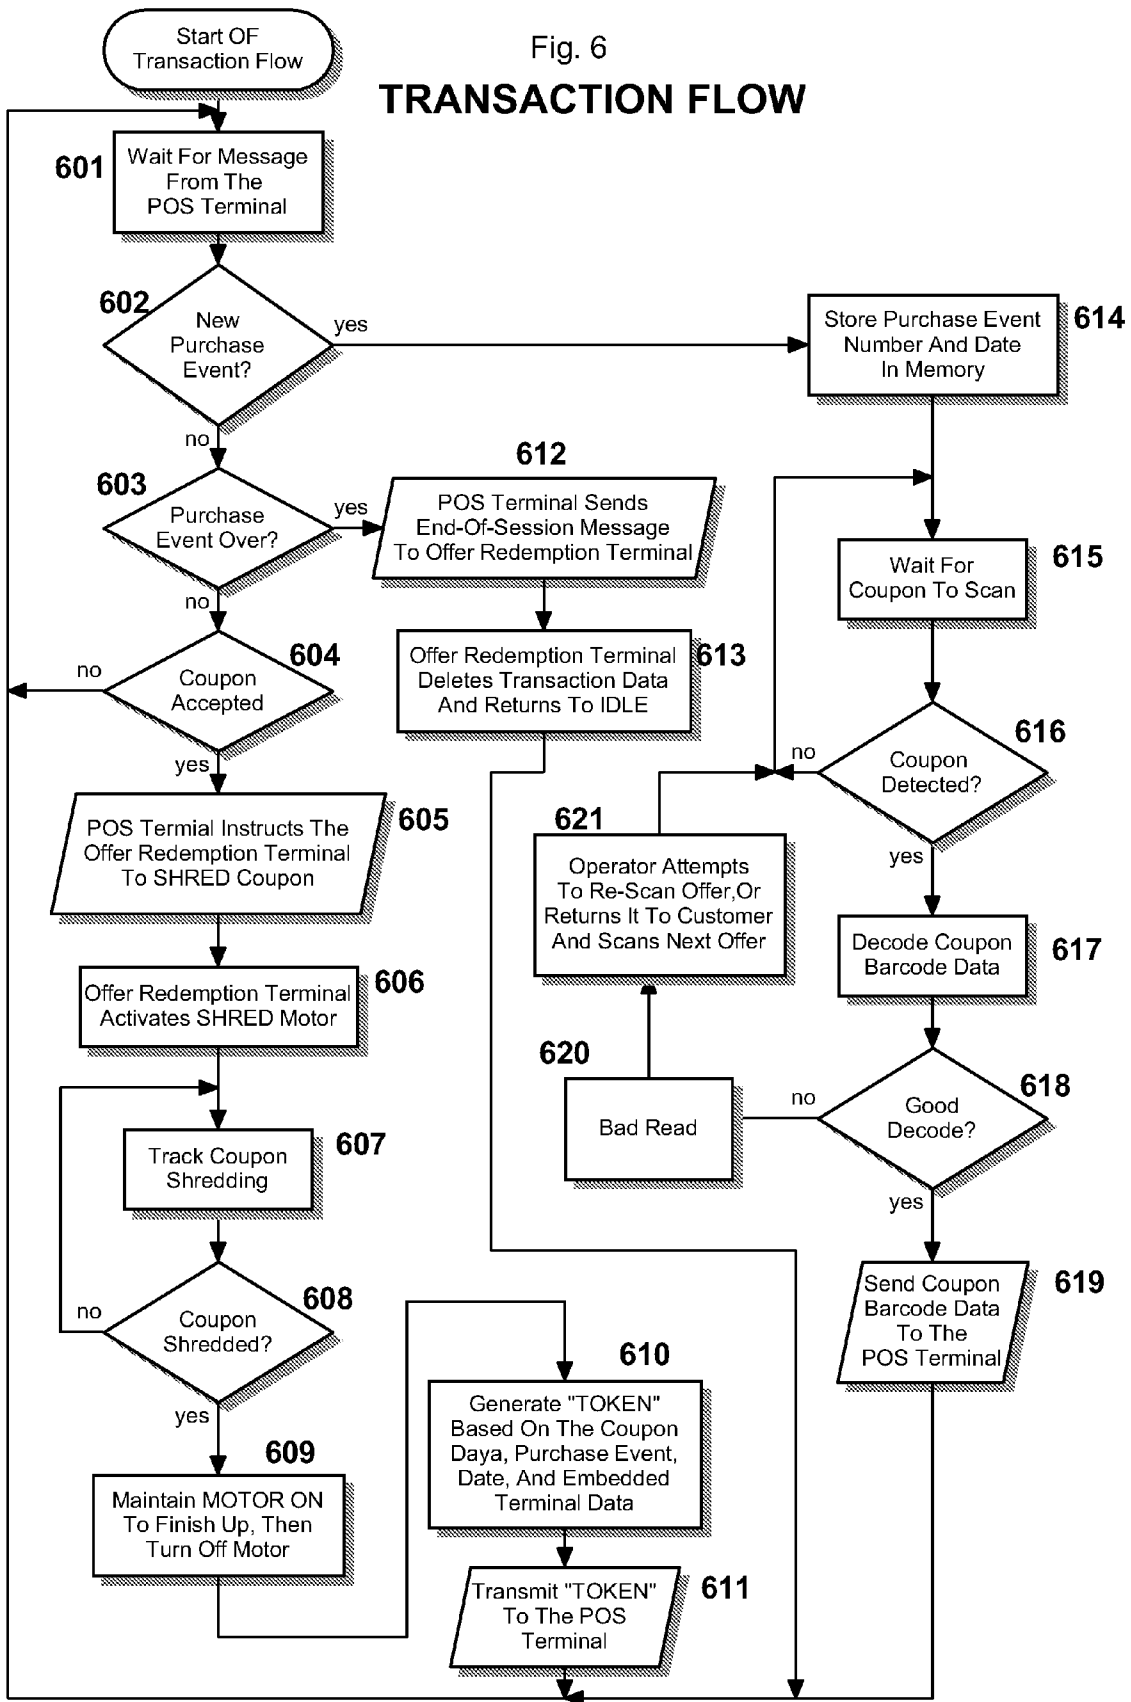 Start OF
Transaction Flow
Fig. 6
TRANSACTION FLOW
601
Wait For Message
From The
POS Terminal
602
New
Purchase
Event?
yes
no
614
Store Purchase Event
Number And Date
In Memory
603
Purchase
Event Over?
yes
no
612
POS Terminal Sends
End-Of-Session Message
To Offer Redemption Terminal
615
Wait For
Coupon To Scan
604
Coupon
Accepted
no
yes
613
Offer Redemption Terminal
Deletes Transaction Data
And Returns To IDLE
616
Coupon
Detected?
no
yes
605
POS Termial Instructs The
Offer Redemption Terminal
To SHRED Coupon
621
Operator Attempts
To Re-Scan Offer,Or
Returns It To Customer
And Scans Next Offer
617
Decode Coupon
Barcode Data
606
Offer Redemption Terminal
Activates SHRED Motor
620
Bad Read
618
Good
Decode?
no
yes
607
Track Coupon
Shredding
619
Send Coupon
Barcode Data
To The
POS Terminal
608
Coupon
Shredded?
no
yes
610
Generate "TOKEN"
Based On The Coupon
Daya, Purchase Event,
Date, And Embedded
Terminal Data
609
Maintain MOTOR ON
To Finish Up, Then
Turn Off Motor
611
Transmit "TOKEN"
To The POS
Terminal